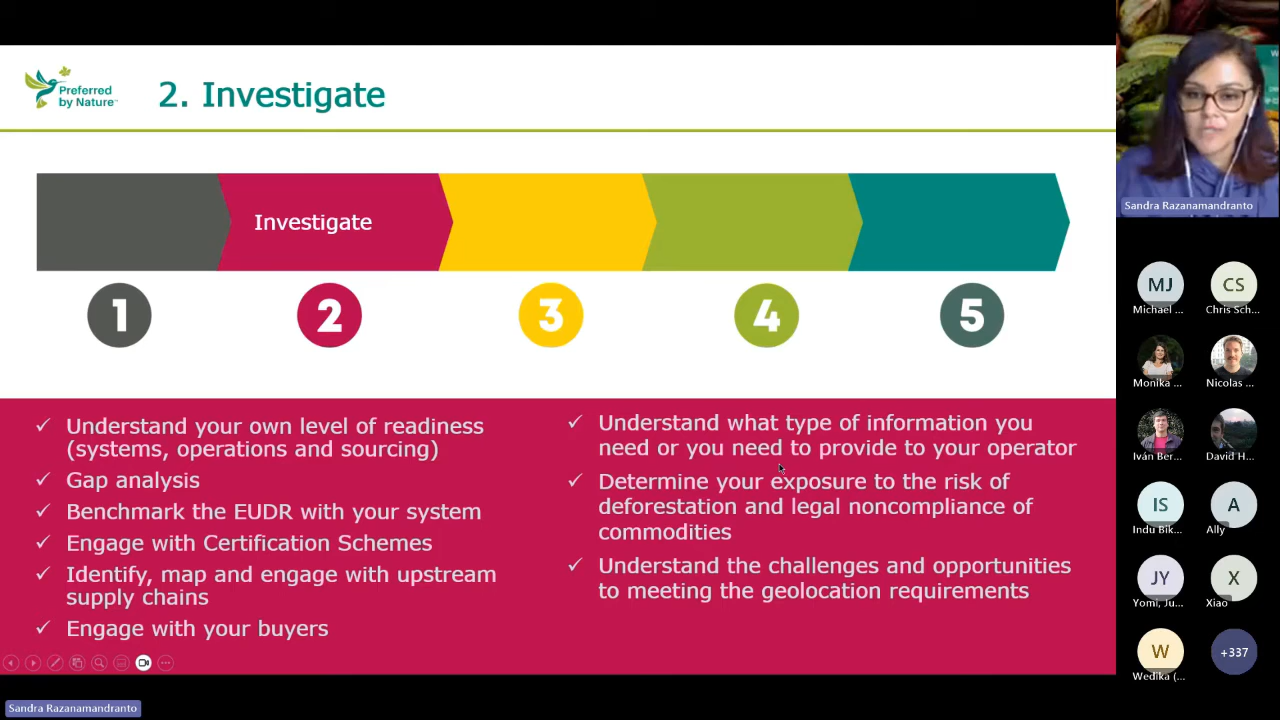 Preferred
by Nature™
2. Investigate
Investigate
1
2
3
4
5
✓ Understand your own level of readiness
(systems, operations and sourcing)
✓ Gap analysis
✓ Benchmark the EUDR with your system
✓ Engage with Certification Schemes
✓ Identify, map and engage with upstream
supply chains
✓ Engage with your buyers
✓ Understand what type of information you
need or you need to provide to your operator
✓ Determine your exposure to the risk of
deforestation and legal noncompliance of
commodities
✓ Understand the challenges and opportunities
to meeting the geolocation requirements
Sandra Razanamandranto
MJ
Michael ...
CS
Chris Sch...
Monika ...
Nicolas ...
Iván Ber...
David H...
IS
Indu Bik...
A
Ally
JY
Yomi, Ju...
X
Xiao
W
Wedika (...
+337
Sandra Razanamandranto